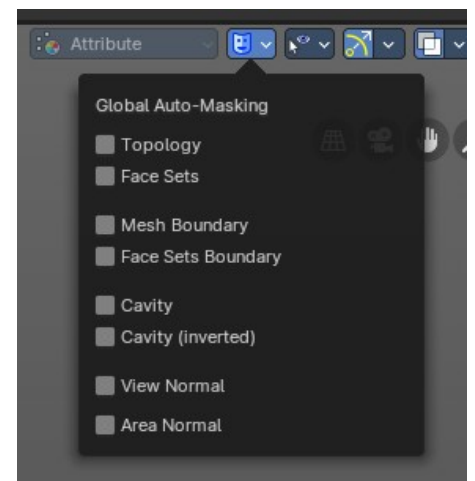 Attribute
Global Auto-Masking
Topology
Face Sets
Mesh Boundary
Face Sets Boundary
Cavity
Cavity (inverted)
View Normal
Area Normal